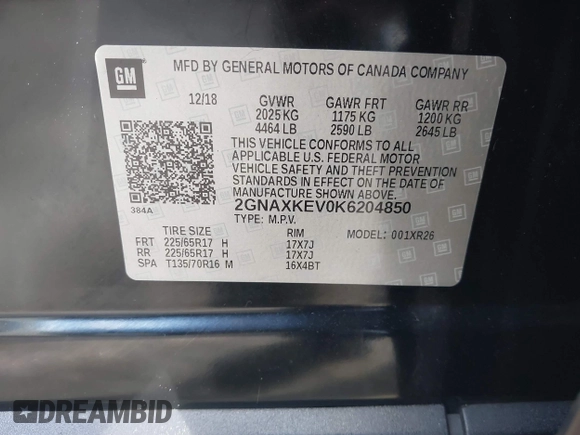 GM
MFD BY GENERAL MOTORS OF CANADA COMPANY
12/18 GVWR GAWR FRT GAWR RR
2025 KG 1175 KG 1200 KG
4464 LB 2590 LB 2645 LB
THIS VEHICLE CONFORMS TO ALL
APPLICABLE U.S. FEDERAL MOTOR
VEHICLE SAFETY AND THEFT PREVENTION
STANDARDS IN EFFECT ON THE DATE
OF MANUFACTURE SHOWN ABOVE.
384A
2GNAXKEV0K6204850
TYPE: M.P.V.
TIRE SIZE RIM MODEL: 001XR26
FRT 225/65R17 H 17X7J
RR 225/65R17 H 17X7J
SPA T135/70R16 M 16X4BT
DREAMBID